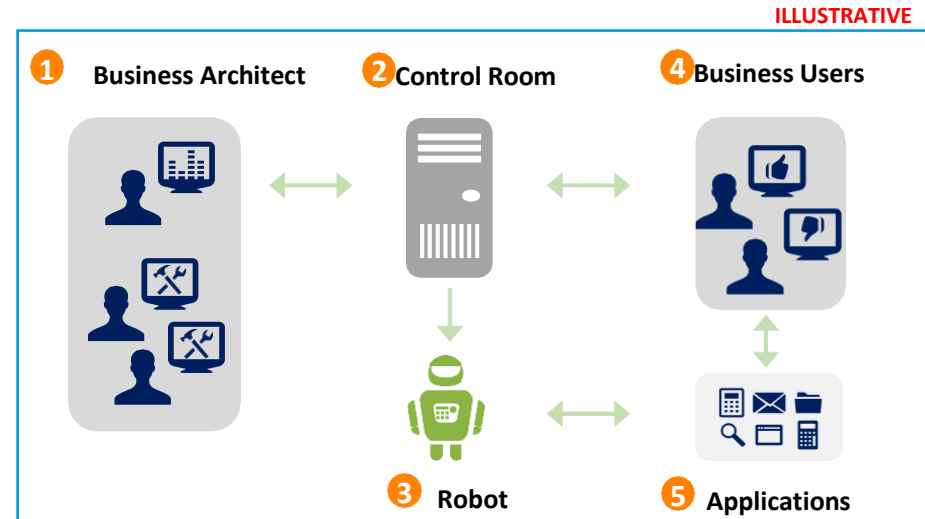 ILLUSTRATIVE
1 Business Architect
2 Control Room
4 Business Users
3 Robot
5 Applications